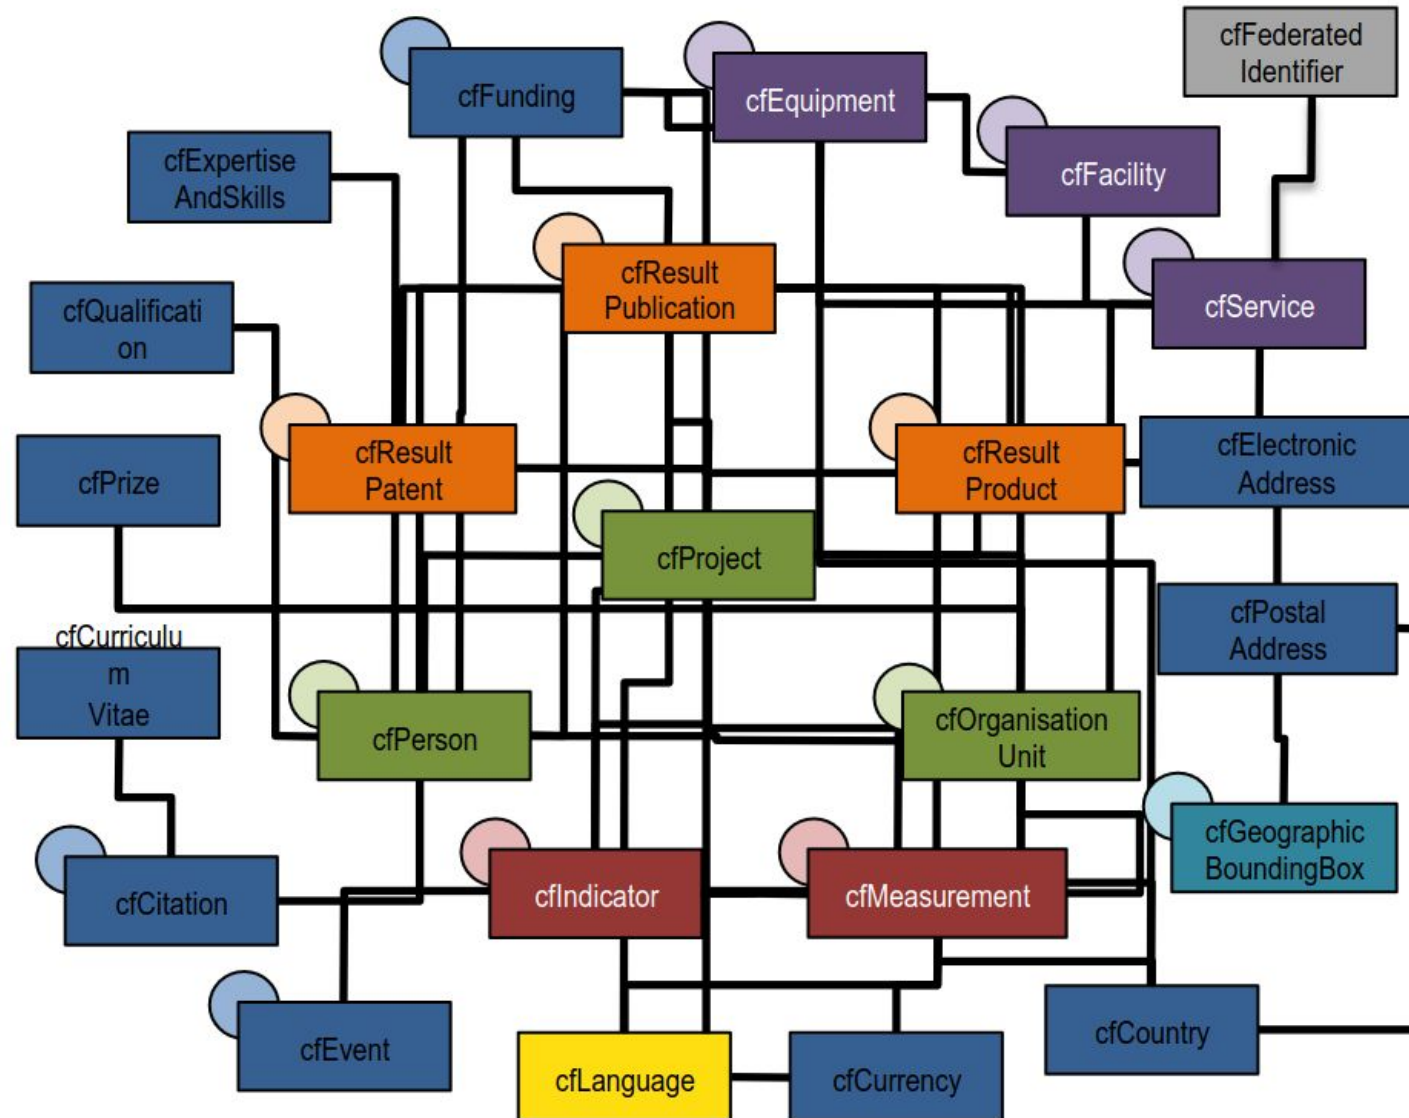 cfFunding
cfEquipment
cfFederated
Identifier
cfExpertise
AndSkills
cfFacility
cfResult
Publication
cfService
cfQualificati
on
cfResult
Patent
cfResult
Product
cfElectronic
Address
cfPrize
cfProject
cfPostal
Address
cfCurriculu
m
Vitae
cfPerson
cfOrganisation
Unit
cfGeographic
BoundingBox
cfCitation
cfIndicator
cfMeasurement
cfEvent
cfCountry
cfLanguage
cfCurrency